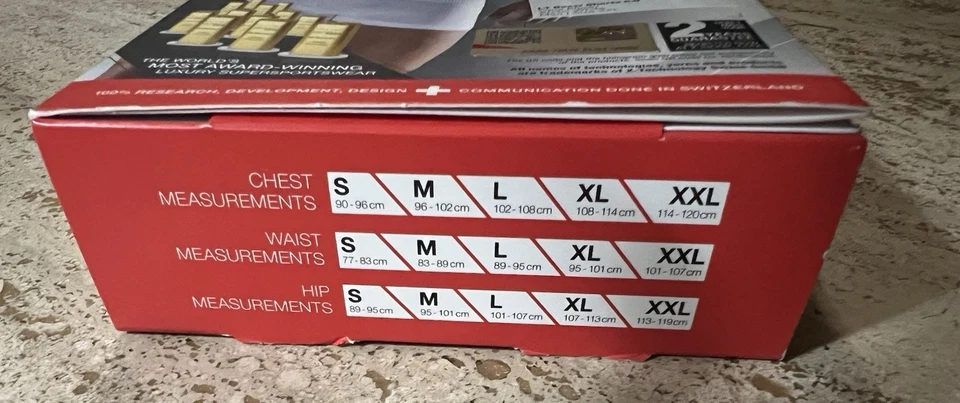 THE WORLD'S
MOST AWARD-WINNING
LUXURY SUPERSPORTSWEAR
2 YEARS
100% RESEARCH, DEVELOPMENT, DESIGN COMMUNICATION DONE IN SWITZERLAND
CHEST
MEASUREMENTS
S M L XL XXL
90-96cm 96-102cm 102-108cm 108-114cm 114-120cm
WAIST
MEASUREMENTS
S M L XL XXL
77-83cm 83-89cm 89-95cm 95-101cm 101-107cm
HIP
MEASUREMENTS
S M L XL XXL
89-95cm 95-101cm 101-107cm 107-113cm 113-119cm